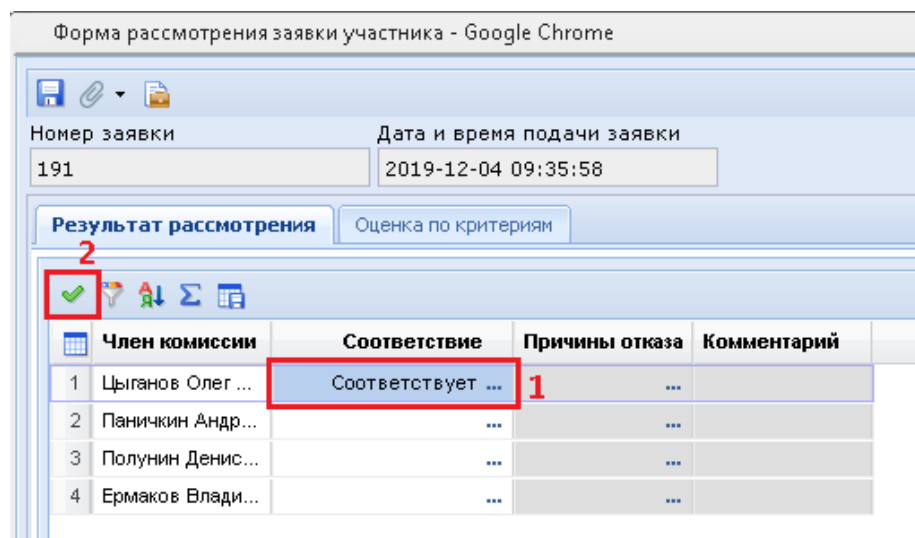 Форма рассмотрения заявки участника - Google Chrome
Номер заявки Дата и время подачи заявки
191 2019-12-04 09:35:58
Результат рассмотрения Оценка по критериям
2
Член комиссии Соответствие Причины отказа Комментарий
1 Цыганов Олег ... Соответствует ... 1 ...
2 Паничкин Андр... ... ...
3 Полунин Денис... ... ...
4 Ермаков Влади... ... ...